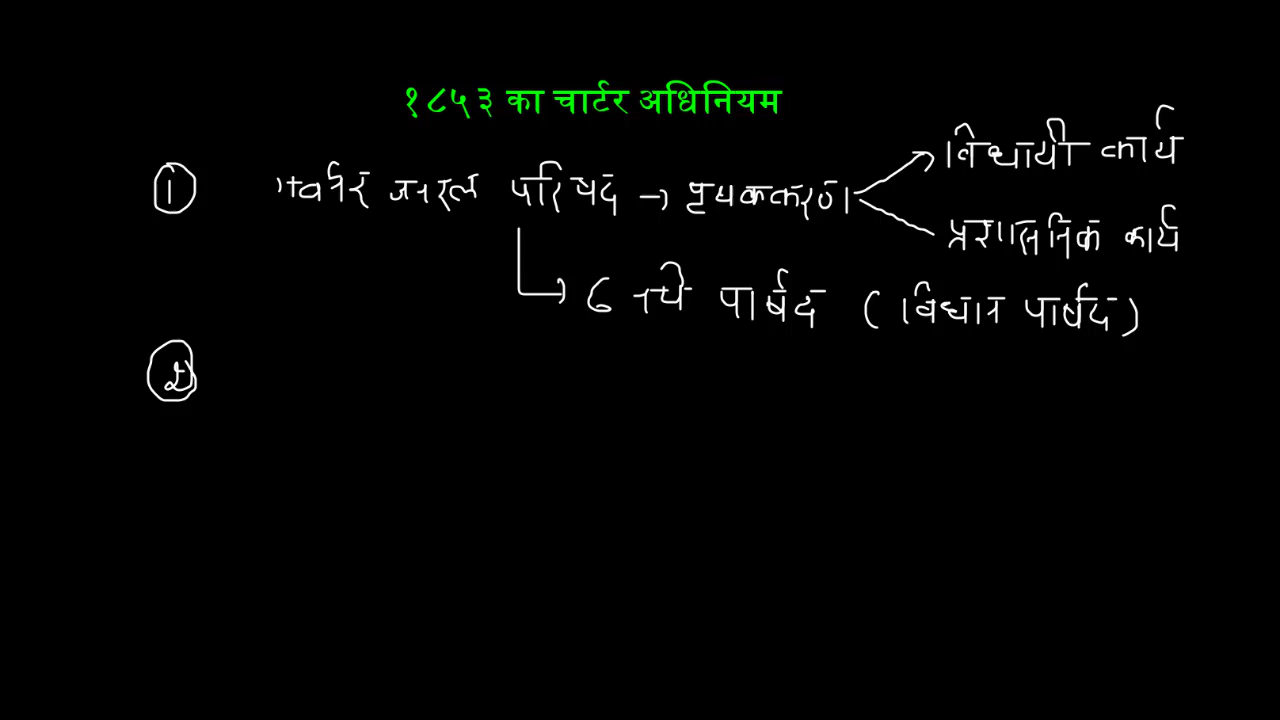 १८५३ का चार्टर अधिनियम
1 गवर्नर जनरल परिषद → पृथक्करण विधायी कार्य
प्रशासनिक कार्य
→ 6 नये पार्षद (विधान पार्षद)
2